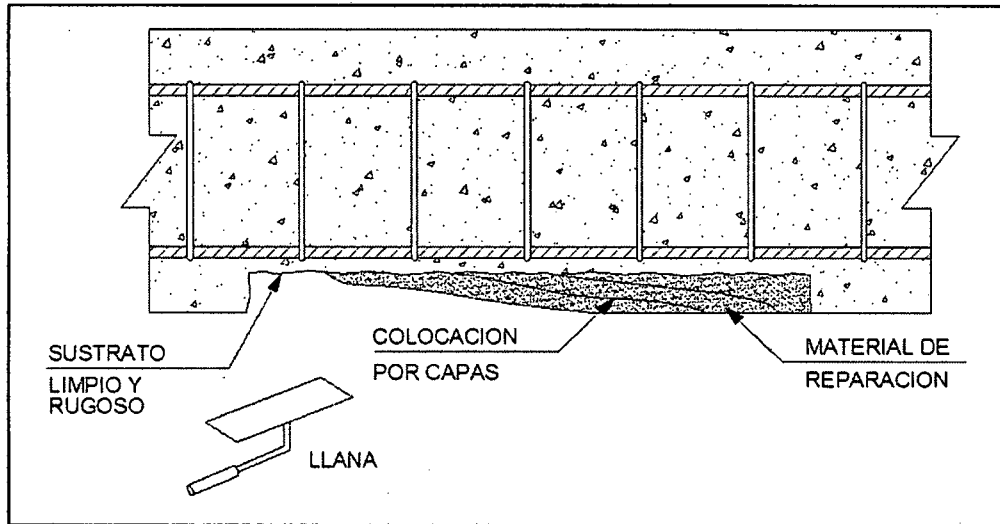 SUSTRATO
LIMPIO Y
RUGOSO
COLOCACION
POR CAPAS
MATERIAL DE
REPARACION
LLANA